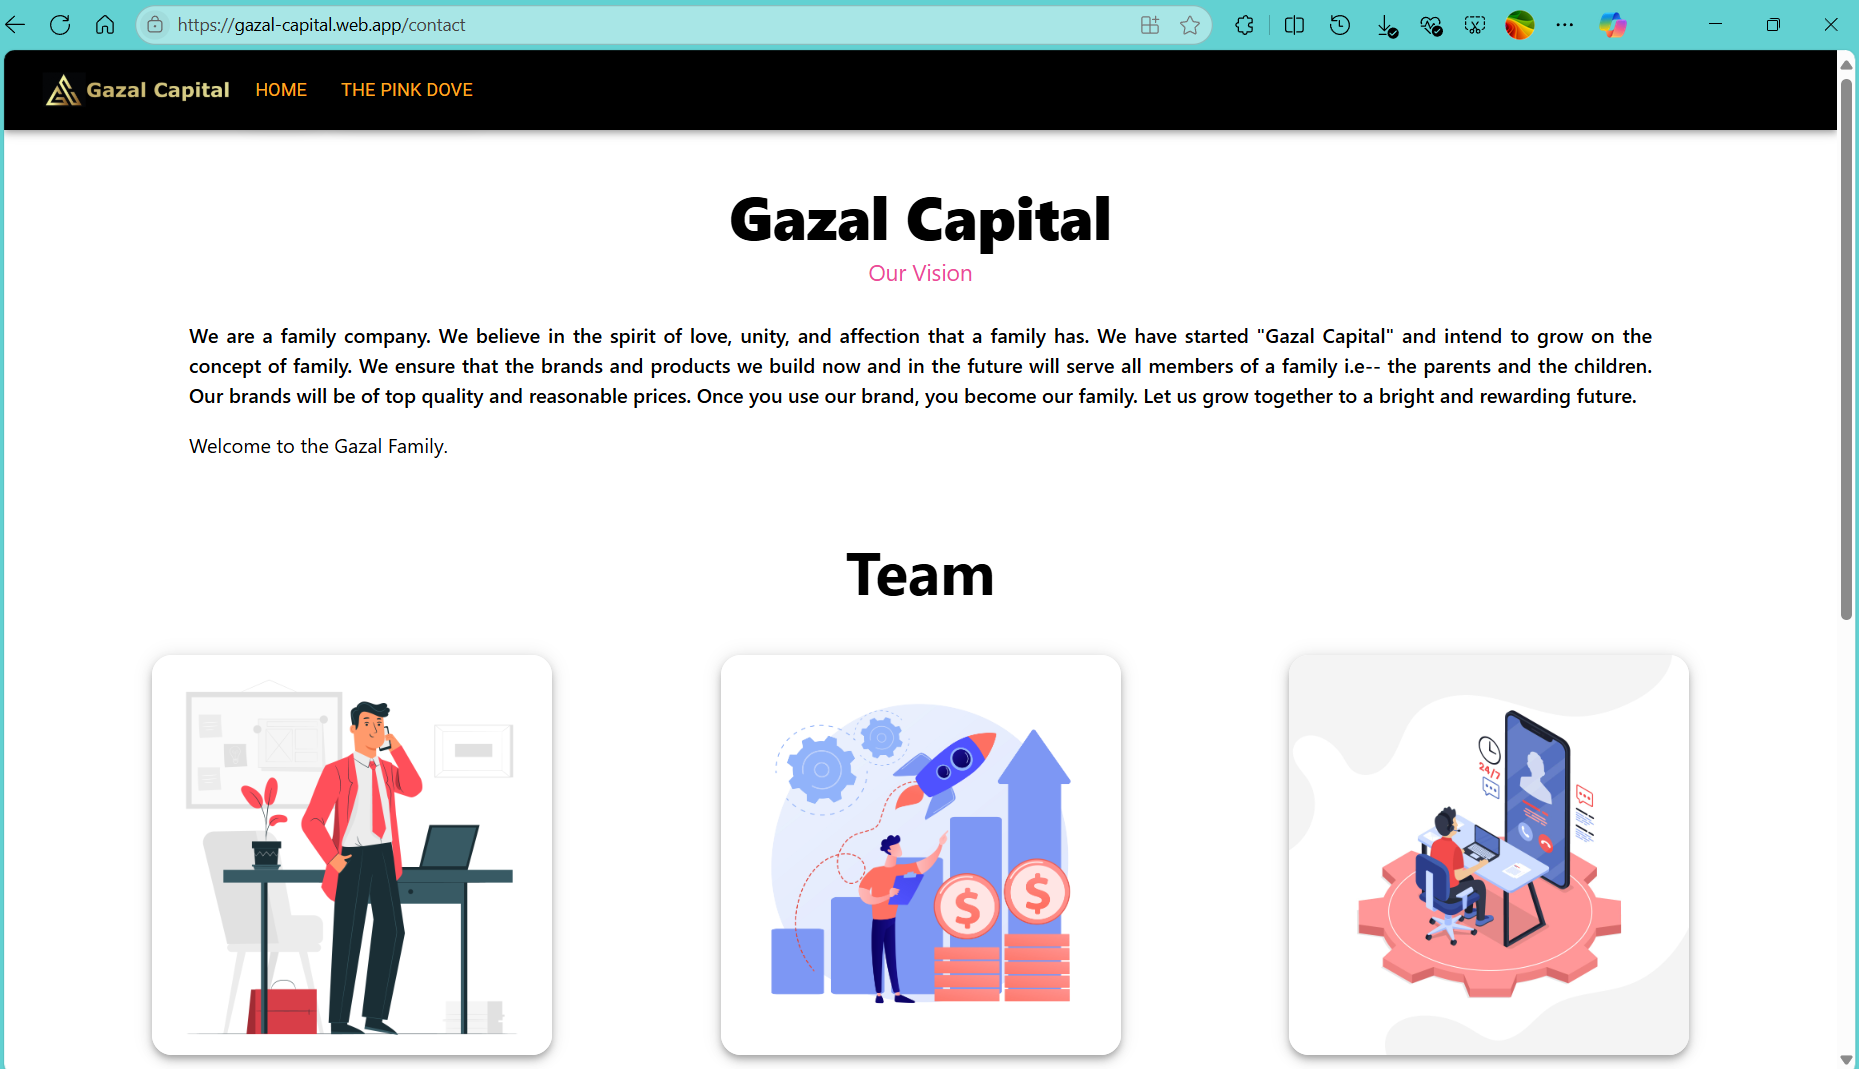 https://gazal-capital.web.app/contact
Gazal Capital HOME THE PINK DOVE
Gazal Capital
Our Vision
We are a family company. We believe in the spirit of love, unity, and affection that a family has. We have started "Gazal Capital" and intend to grow on the
concept of family. We ensure that the brands and products we build now and in the future will serve all members of a family i.e-- the parents and the children.
Our brands will be of top quality and reasonable prices. Once you use our brand, you become our family. Let us grow together to a bright and rewarding future.
Welcome to the Gazal Family.
Team
$ $
24/7